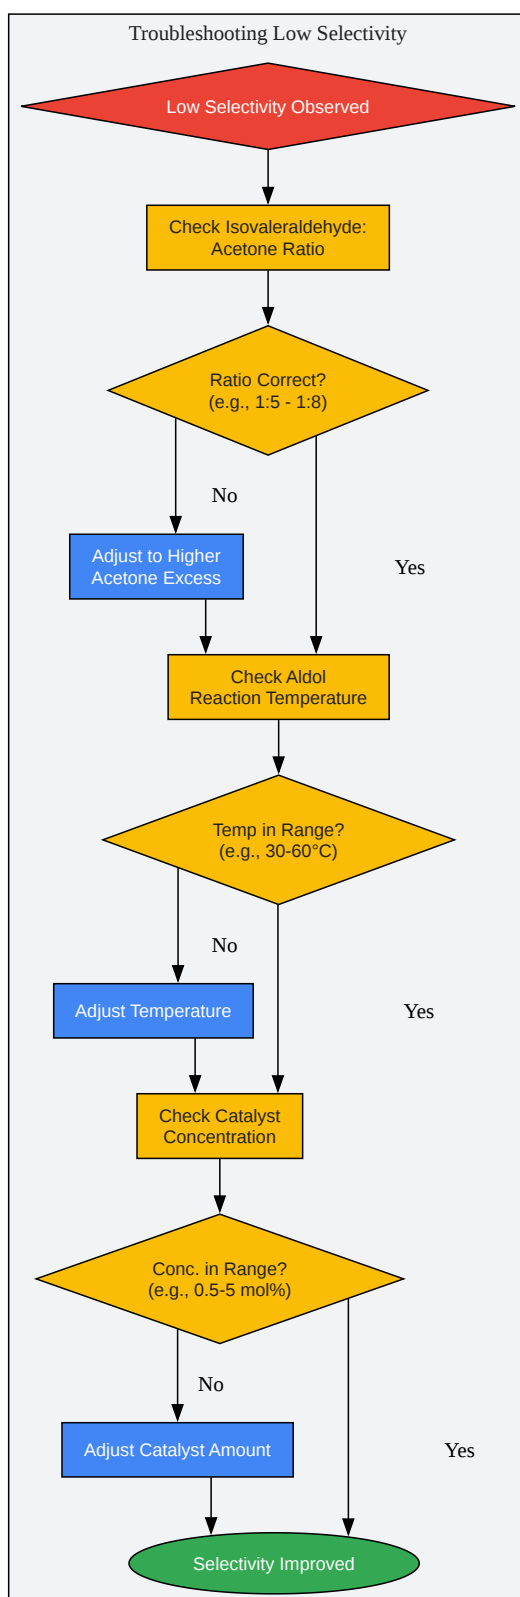 Troubleshooting Low Selectivity
Low Selectivity Observed
Check Isovaleraldehyde:
Acetone Ratio
Ratio Correct?
(e.g., 1:5 - 1:8)
No
Adjust to Higher
Acetone Excess
Yes
Check Aldol
Reaction Temperature
Temp in Range?
(e.g., 30-60°C)
No
Adjust Temperature
Yes
Check Catalyst
Concentration
Conc. in Range?
(e.g., 0.5-5 mol%)
No
Adjust Catalyst Amount
Yes
Selectivity Improved